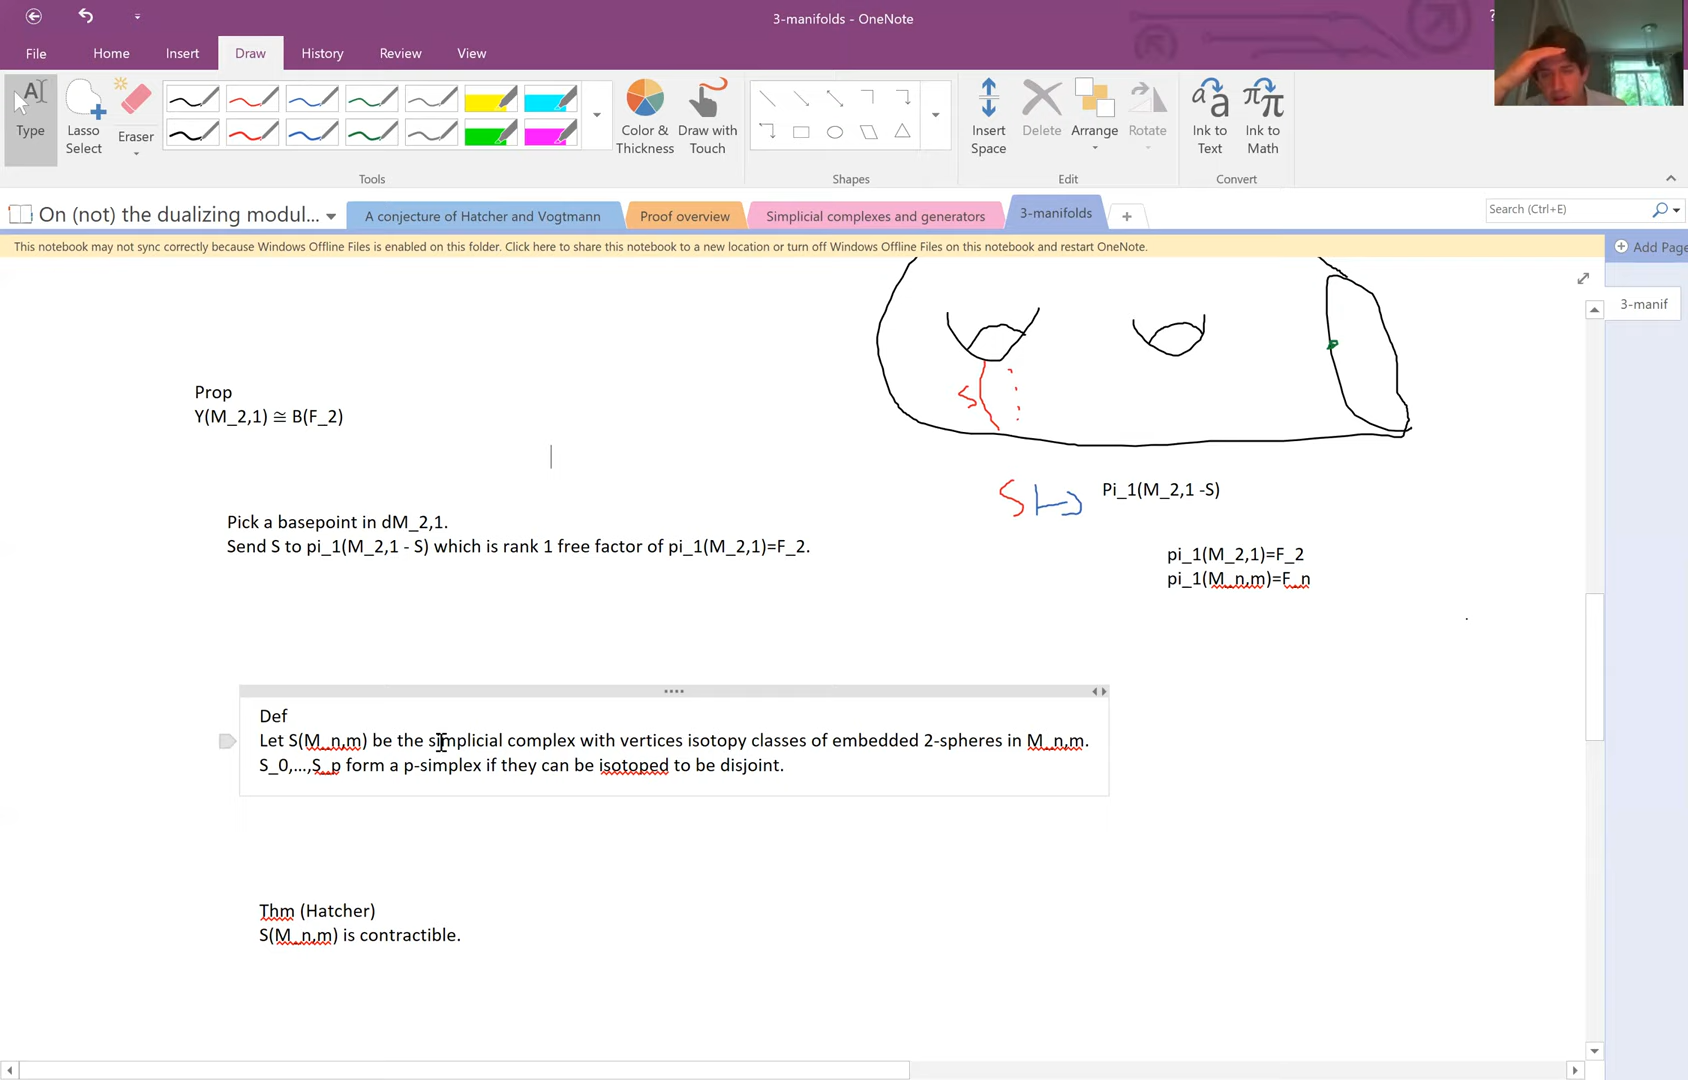 3-manifolds - OneNote
?
File
Home
Insert
Draw
History
Review
View
Type
Lasso Select
Eraser
Color & Thickness
Draw with Touch
Insert Space
Delete
Arrange
Rotate
Ink to Text
Ink to Math
Tools
Shapes
Edit
Convert
On (not) the dualizing modul...
A conjecture of Hatcher and Vogtmann
Proof overview
Simplicial complexes and generators
3-manifolds
Search (Ctrl+E)
This notebook may not sync correctly because Windows Offline Files is enabled on this folder. Click here to share this notebook to a new location or turn off Windows Offline Files on this notebook and restart OneNote.
Add Page
3-manif
Prop
Y(M_2,1) ≅ B(F_2)
S
S ↦ Pi_1(M_2,1 -S)
Pick a basepoint in dM_2,1.
Send S to pi_1(M_2,1 - S) which is rank 1 free factor of pi_1(M_2,1)=F_2.
pi_1(M_2,1)=F_2
pi_1(M_n,m)=F_n
Def
Let S(M_n,m) be the simplicial complex with vertices isotopy classes of embedded 2-spheres in M_n,m.
S_0,...,S_p form a p-simplex if they can be isotoped to be disjoint.
Thm (Hatcher)
S(M_n,m) is contractible.